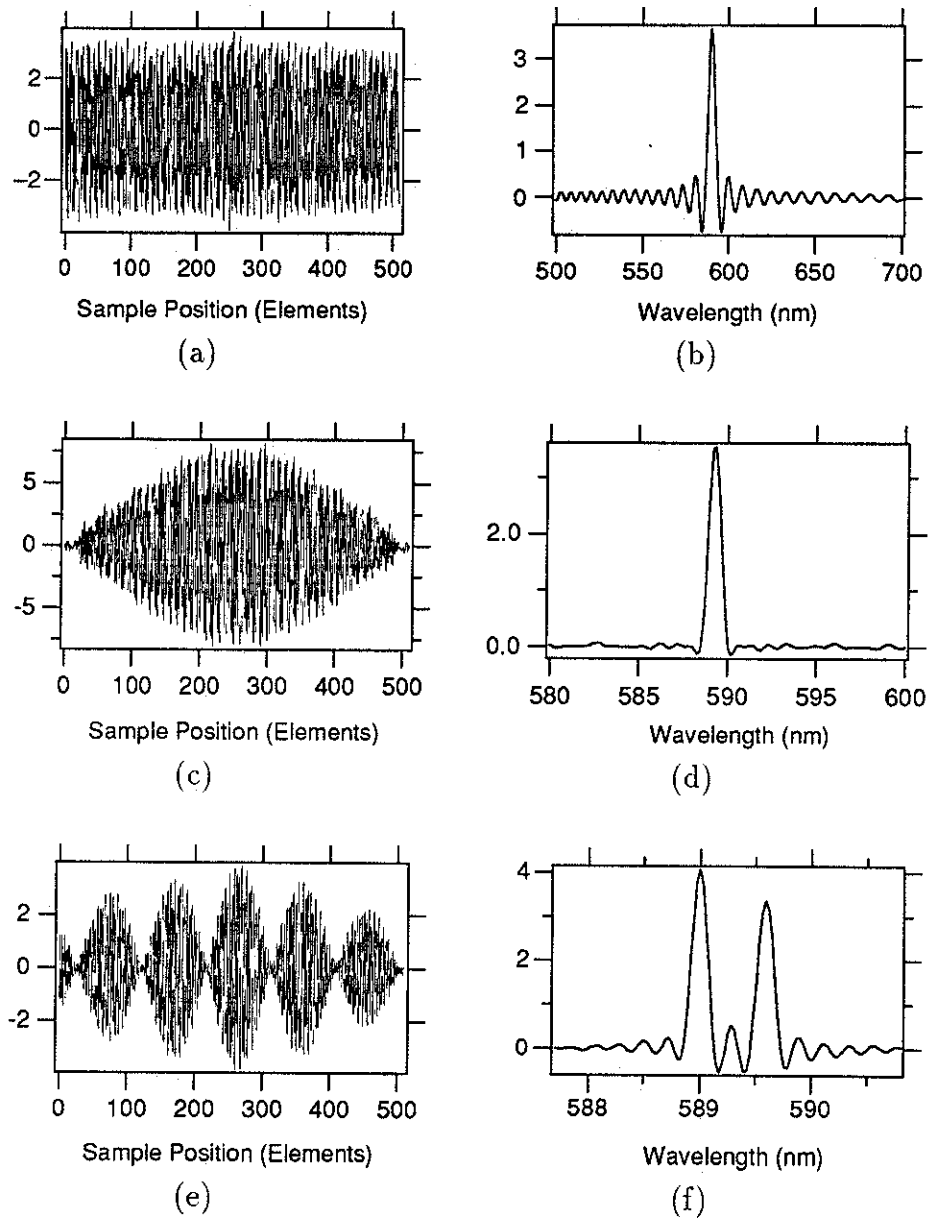 2
0
-2
0 100 200 300 400 500
Sample Position (Elements)
(a)
3
2
1
0
500 550 600 650 700
Wavelength (nm)
(b)
5
0
-5
0 100 200 300 400 500
Sample Position (Elements)
(c)
2.0
0.0
580 585 590 595 600
Wavelength (nm)
(d)
2
0
-2
0 100 200 300 400 500
Sample Position (Elements)
(e)
4
2
0
588 589 590
Wavelength (nm)
(f)